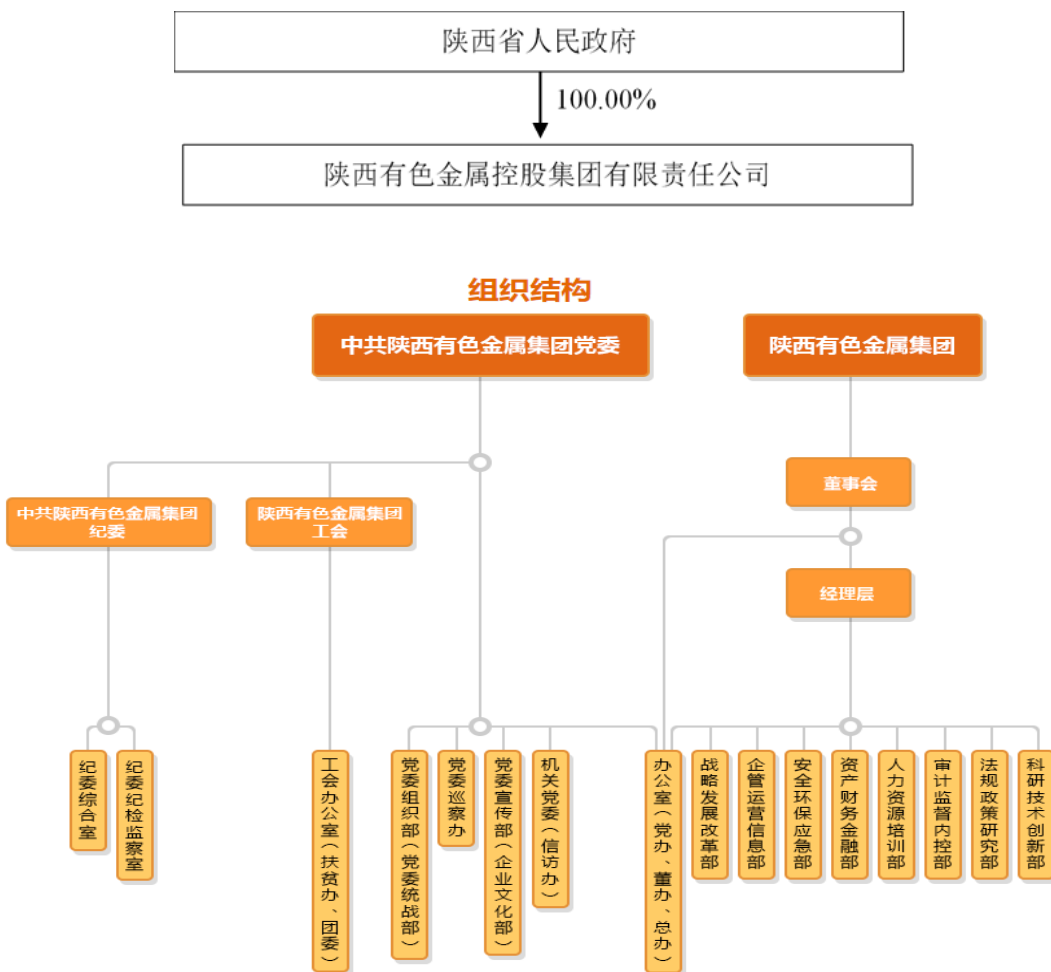 陕西省人民政府
100.00%
陕西有色金属控股集团有限责任公司
组织结构
中共陕西有色金属集团党委
陕西有色金属集团
董事会
中共陕西有色金属集团
纪委
陕西有色金属集团
工会
经理层
纪委综合室
纪委纪检监察室
工会办公室(扶贫办、团委)
党委组织部(党委统战部)
党委巡察办
党委宣传部(企业文化部)
机关党委(信访办)
办公室(党办、董办、总办)
战略发展改革部
企管运营信息部
安全环保应急部
资产财务金融部
人力资源培训部
审计监督内控部
法规政策研究部
科研技术创新部